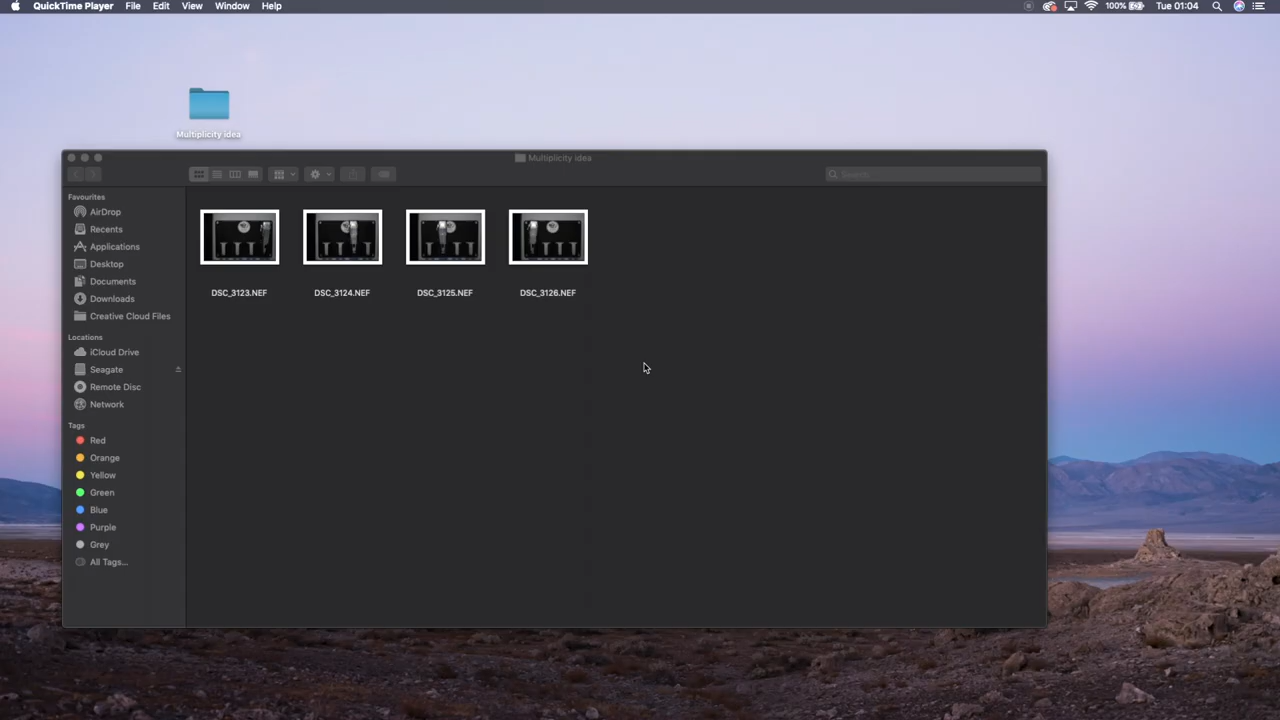 QuickTime Player File Edit View Window Help 100% Tue 01:04
Multiplicity idea
Multiplicity idea
Search
Favourites
AirDrop
Recents
Applications
Desktop
Documents
Downloads
Creative Cloud Files
Locations
iCloud Drive
Seagate
Remote Disc
Network
Tags
Red
Orange
Yellow
Green
Blue
Purple
Grey
All Tags...
DSC_3123.NEF DSC_3124.NEF DSC_3125.NEF DSC_3126.NEF